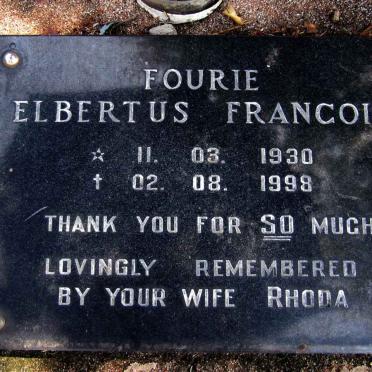 FOURIE
ELBERTUS FRANCOI
☆ 11. 03. 1930
† 02. 08. 1998
THANK YOU FOR SO MUCH
LOVINGLY REMEMBERED
BY YOUR WIFE RHODA